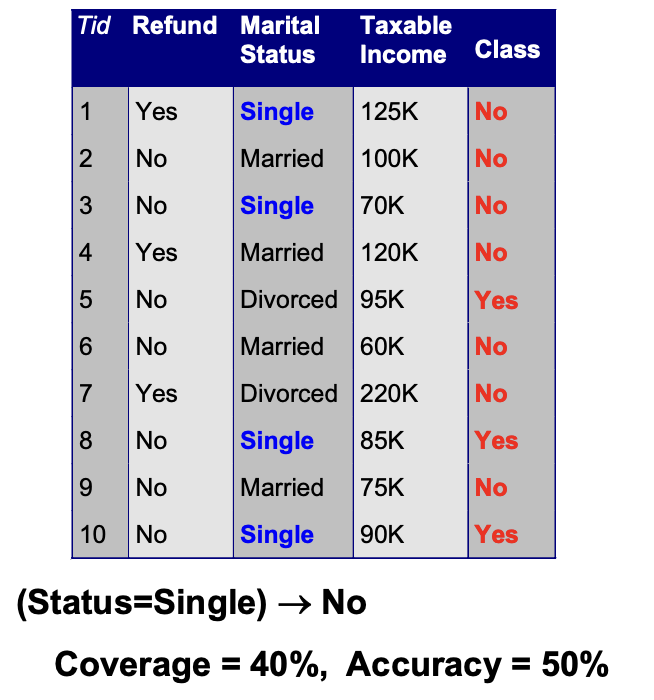 Tid Refund Marital Status Taxable Income Class
1 Yes Single 125K No
2 No Married 100K No
3 No Single 70K No
4 Yes Married 120K No
5 No Divorced 95K Yes
6 No Married 60K No
7 Yes Divorced 220K No
8 No Single 85K Yes
9 No Married 75K No
10 No Single 90K Yes
(Status=Single) → No
Coverage = 40%, Accuracy = 50%